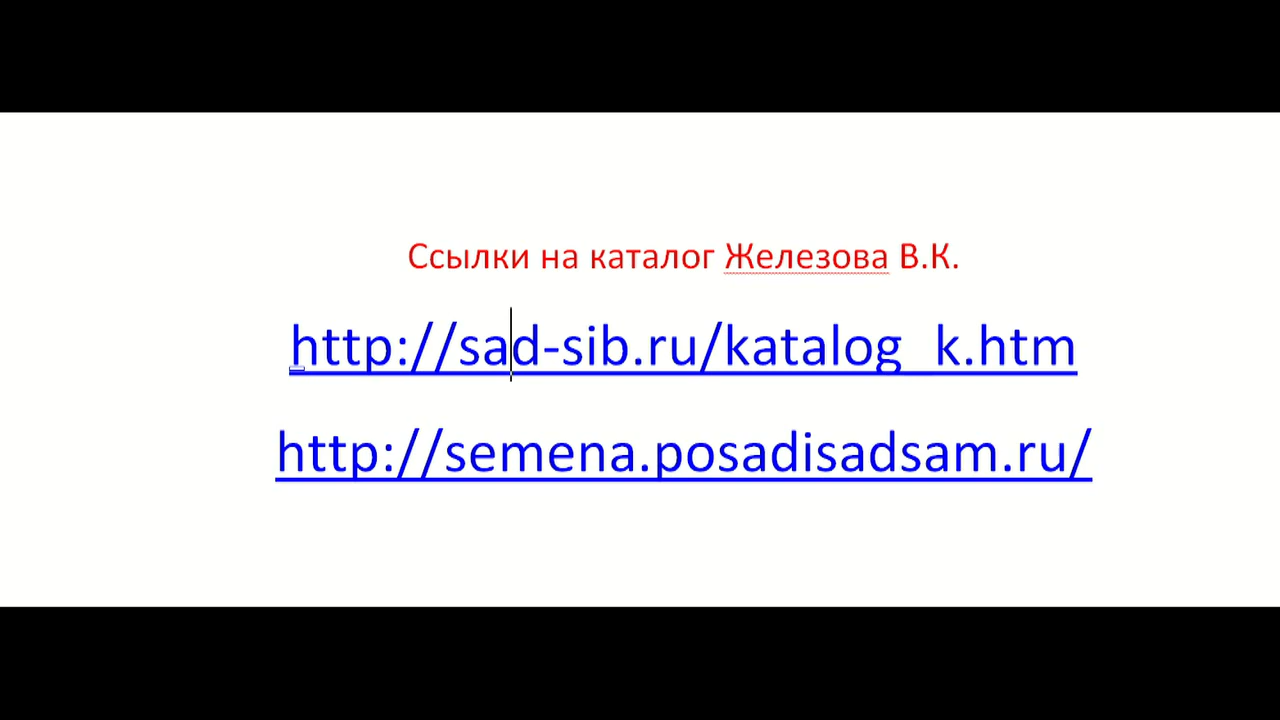 Ссылки на каталог Железова В.К.
http://sad-sib.ru/katalog_k.htm
http://semena.posadisadsam.ru/